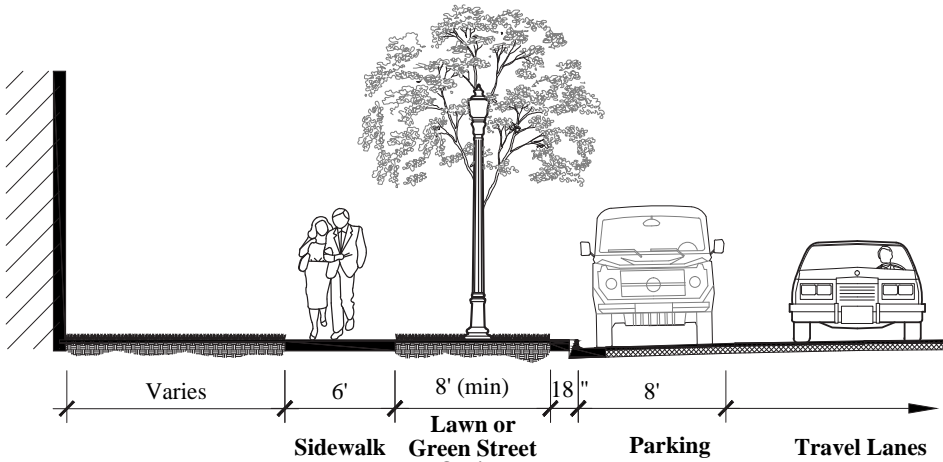 Varies 6' 8' (min) 18" 8'
Sidewalk Lawn or Green Street Parking Travel Lanes